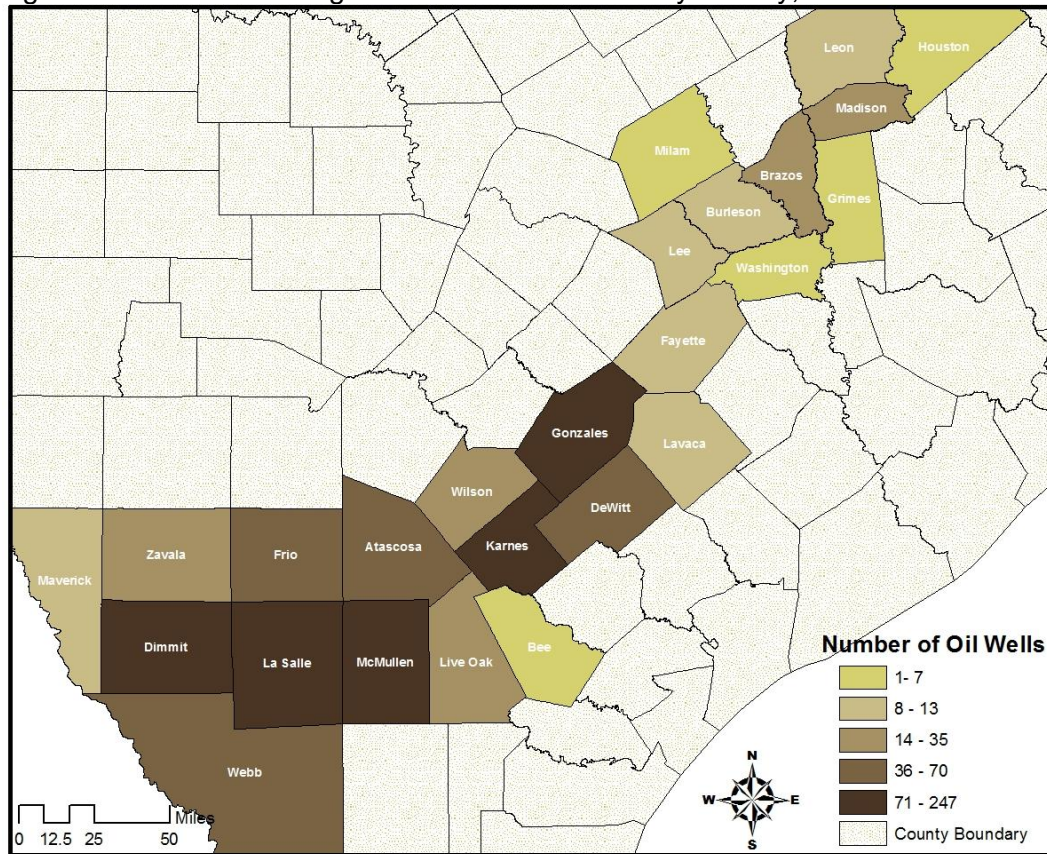 Leon
Houston
Madison
Milam
Brazos
Grimes
Burleson
Lee
Washington
Fayette
Gonzales
Lavaca
Wilson
DeWitt
Karnes
Atascosa
Frio
Zavala
Maverick
Dimmit
La Salle
McMullen
Live Oak
Bee
Webb
Number of Oil Wells
1- 7
8 - 13
14 - 35
36 - 70
71 - 247
County Boundary
N
W E
S
Miles
0 12.5 25 50